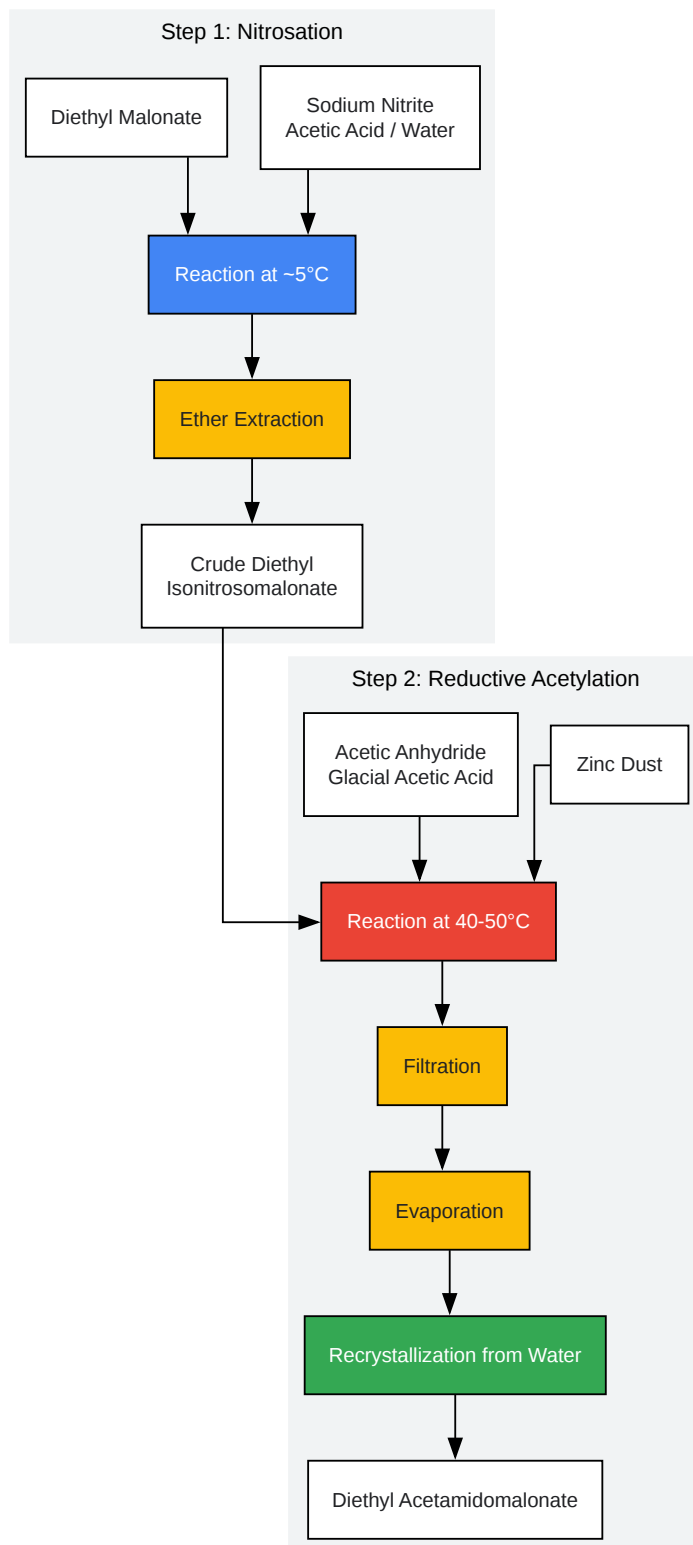 Step 1: Nitrosation
Diethyl Malonate
Sodium Nitrite
Acetic Acid / Water
Reaction at ~5°C
Ether Extraction
Crude Diethyl
Isonitrosomalonate
Step 2: Reductive Acetylation
Acetic Anhydride
Glacial Acetic Acid
Zinc Dust
Reaction at 40-50°C
Filtration
Evaporation
Recrystallization from Water
Diethyl Acetamidomalonate